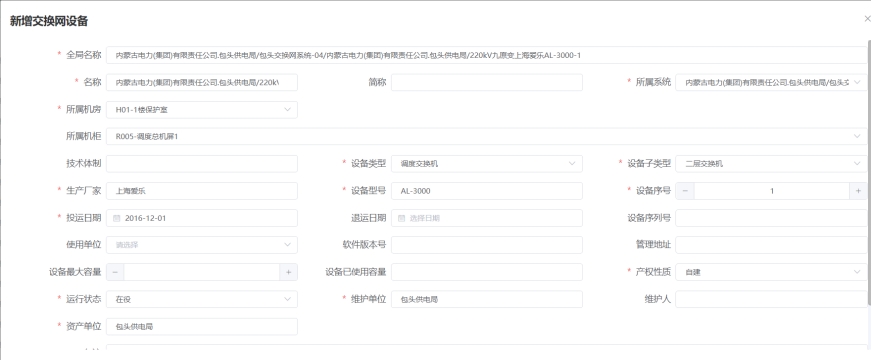 新增交换网设备
* 全局名称 内蒙古电力(集团)有限责任公司.包头供电局/包头交换网系统-04/内蒙古电力(集团)有限责任公司.包头供电局/220kV九原变上海爱乐AL-3000-1
* 名称 内蒙古电力(集团)有限责任公司.包头供电局/220kV 简称 * 所属系统 内蒙古电力(集团)有限责任公司.包头供电局/包头交
* 所属机房 H01-1楼保护室
所属机柜 R005-调度总机屏1
技术体制 * 设备类型 调度交换机 * 设备子类型 二层交换机
* 生产厂家 上海爱乐 * 设备型号 AL-3000 * 设备序号 − 1 +
* 投运日期 2016-12-01 退运日期 选择日期 设备序列号
使用单位 请选择 软件版本号 管理地址
设备最大容量 − + 设备已使用容量 * 产权性质 自建
* 运行状态 在役 * 维护单位 包头供电局 维护人
* 资产单位 包头供电局